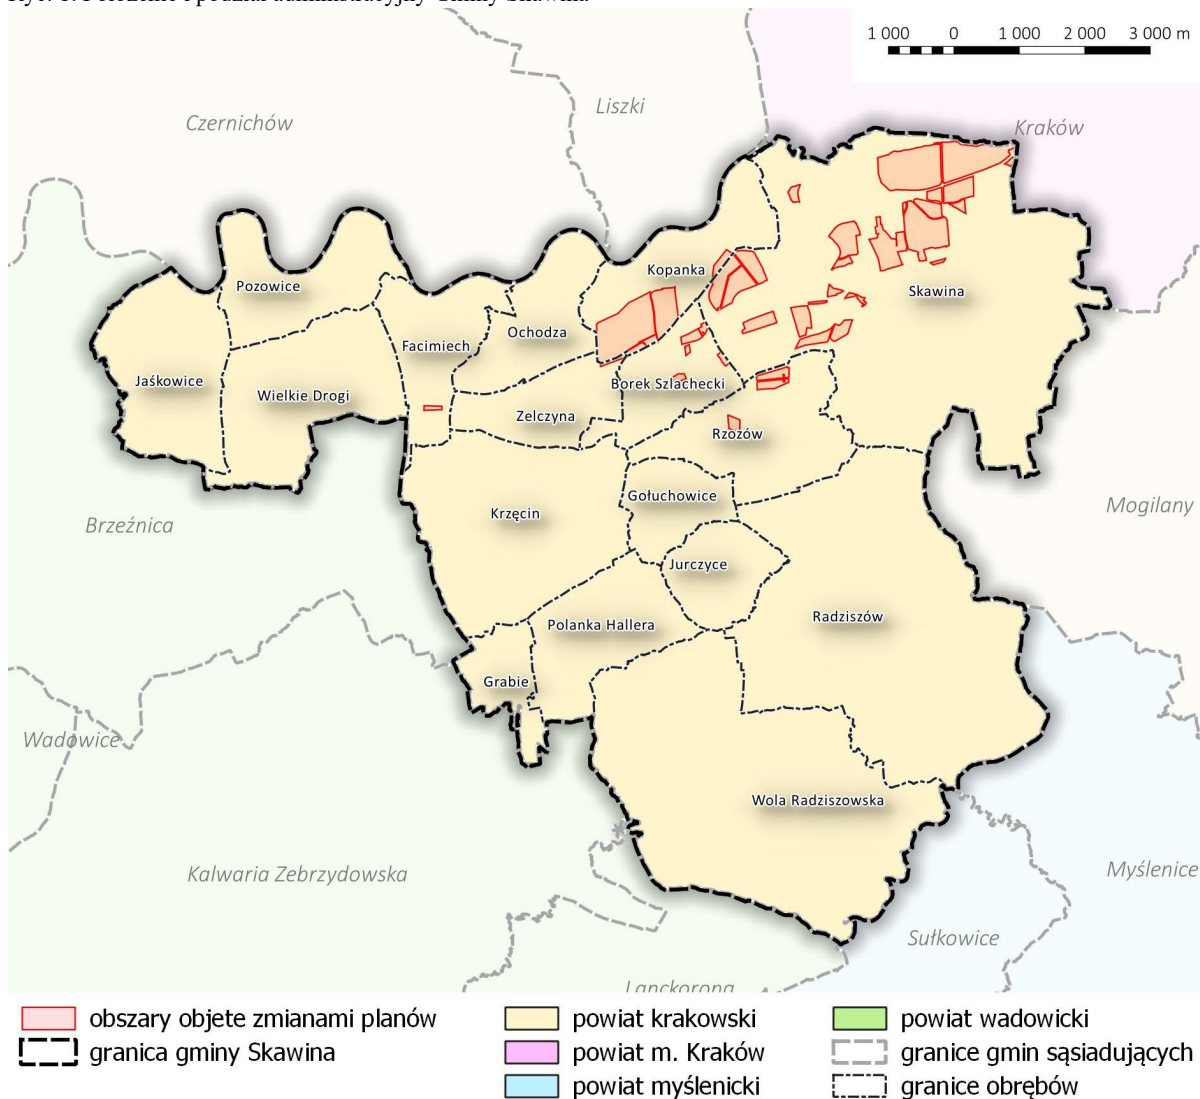 1 000 0 1 000 2 000 3 000 m
Liszki
Czernichów
Kraków
Kopanka
Pozowice
Skawina
Ochodza
Facimiech
Jaśkowice
Borek Szlachecki
Wielkie Drogi
Zelczyna
Rzozów
Gołuchowice
Mogilany
Krzęcin
Brzeźnica
Jurczyce
Radziszów
Polanka Hallera
Grabie
Wadowice
Wola Radziszowska
Kalwaria Zebrzydowska
Myślenice
Sułkowice
Lanckorona
obszary objete zmianami planów
granica gminy Skawina
powiat krakowski
powiat m. Kraków
powiat myślenicki
powiat wadowicki
granice gmin sąsiadujących
granice obrębów